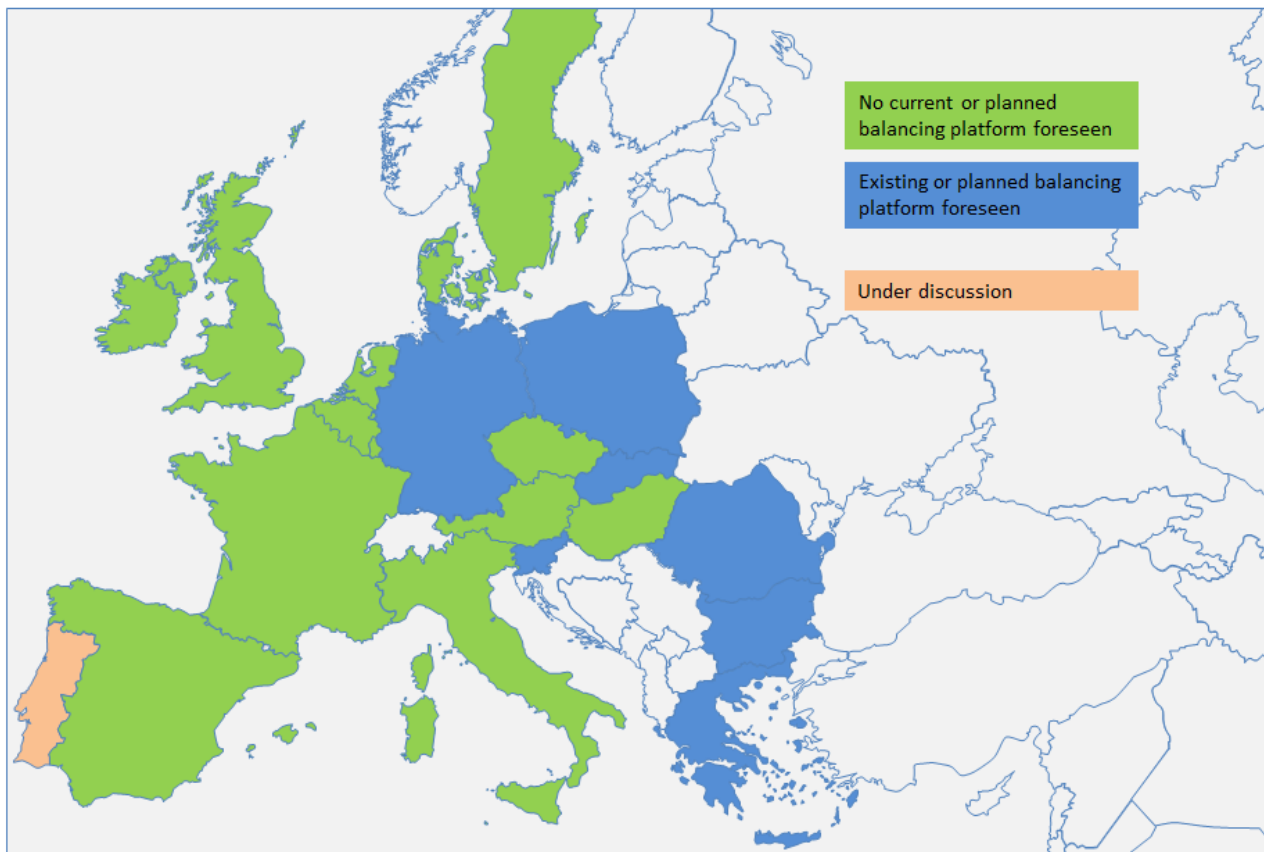 No current or planned
balancing platform foreseen
Existing or planned balancing
platform foreseen
Under discussion